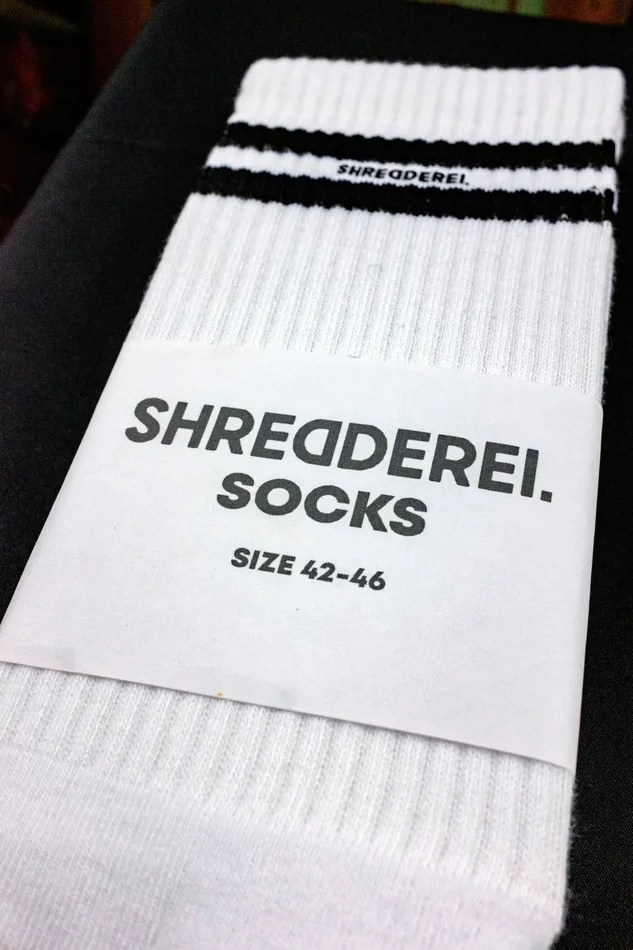 SHREDDEREI.
SHREDDEREI.
SOCKS
SIZE 42-46